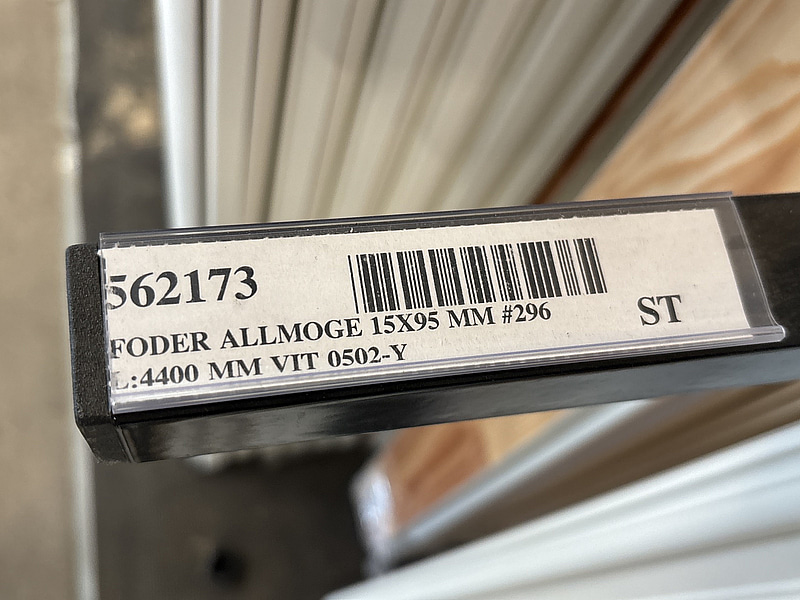 562173
FODER ALLMOGE 15X95 MM #296
L:4400 MM VIT 0502-Y
ST